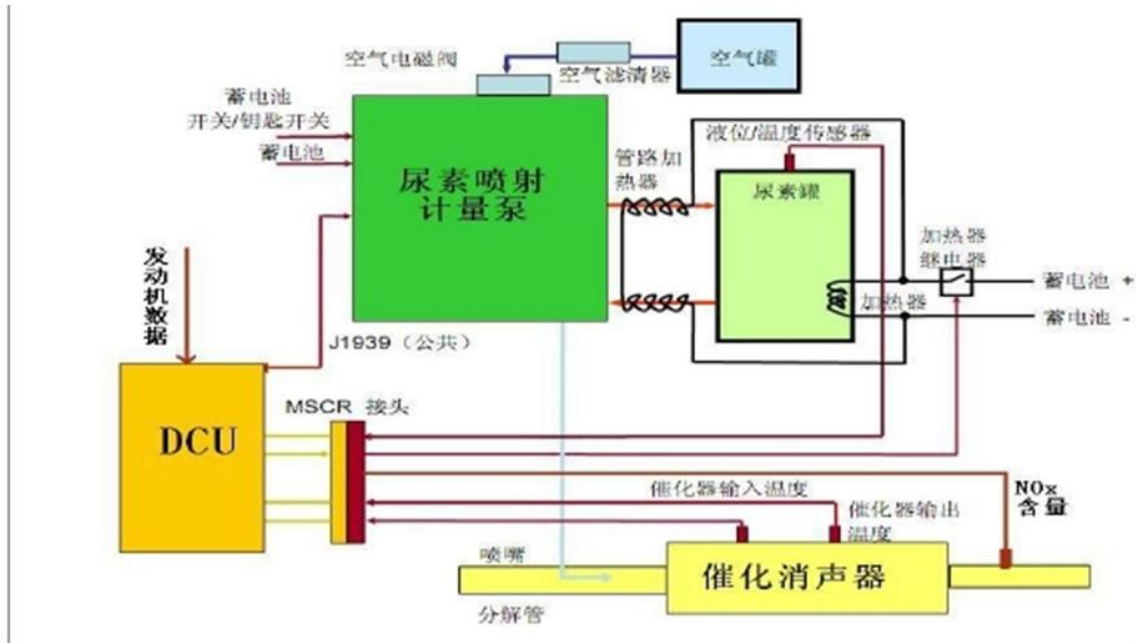 空气电磁阀
空气滤清器
空气罐
蓄电池
开关/钥匙开关
蓄电池
尿素喷射
计量泵
管路加
热器
液位/温度传感器
尿素罐
加热器
加热器
继电器
蓄电池 +
蓄电池 -
发动机数据
J1939（公共）
DCU
MSCR 接头
催化器输入温度
催化器输出
温度
NOx
含量
喷嘴
分解管
催化消声器